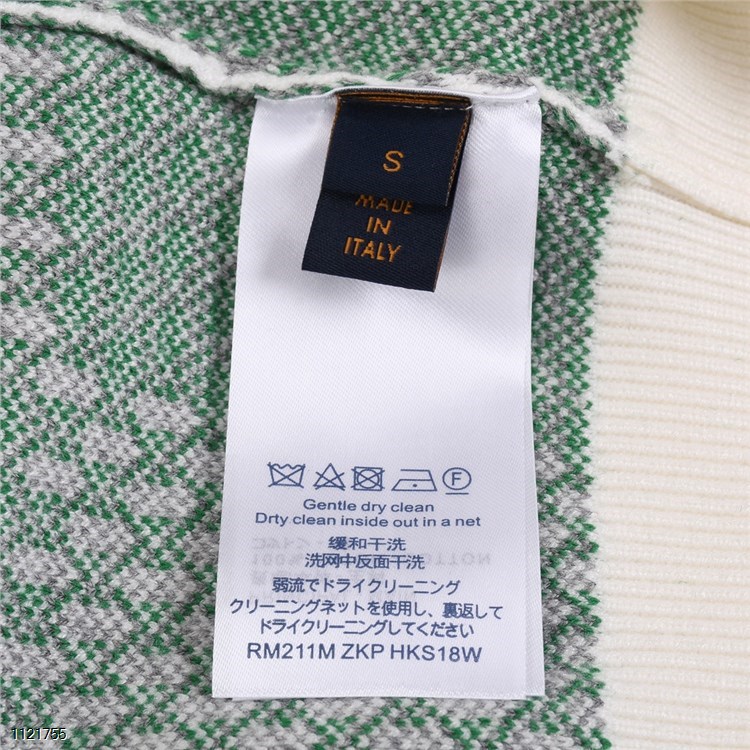 S
MADE
IN
ITALY
Gentle dry clean
Drty clean inside out in a net
缓和干洗
洗网中反面干洗
弱流でドライクリーニング
クリーニングネットを使用し、裏返して
ドライクリーニングしてください
RM211M ZKP HKS18W
1121755